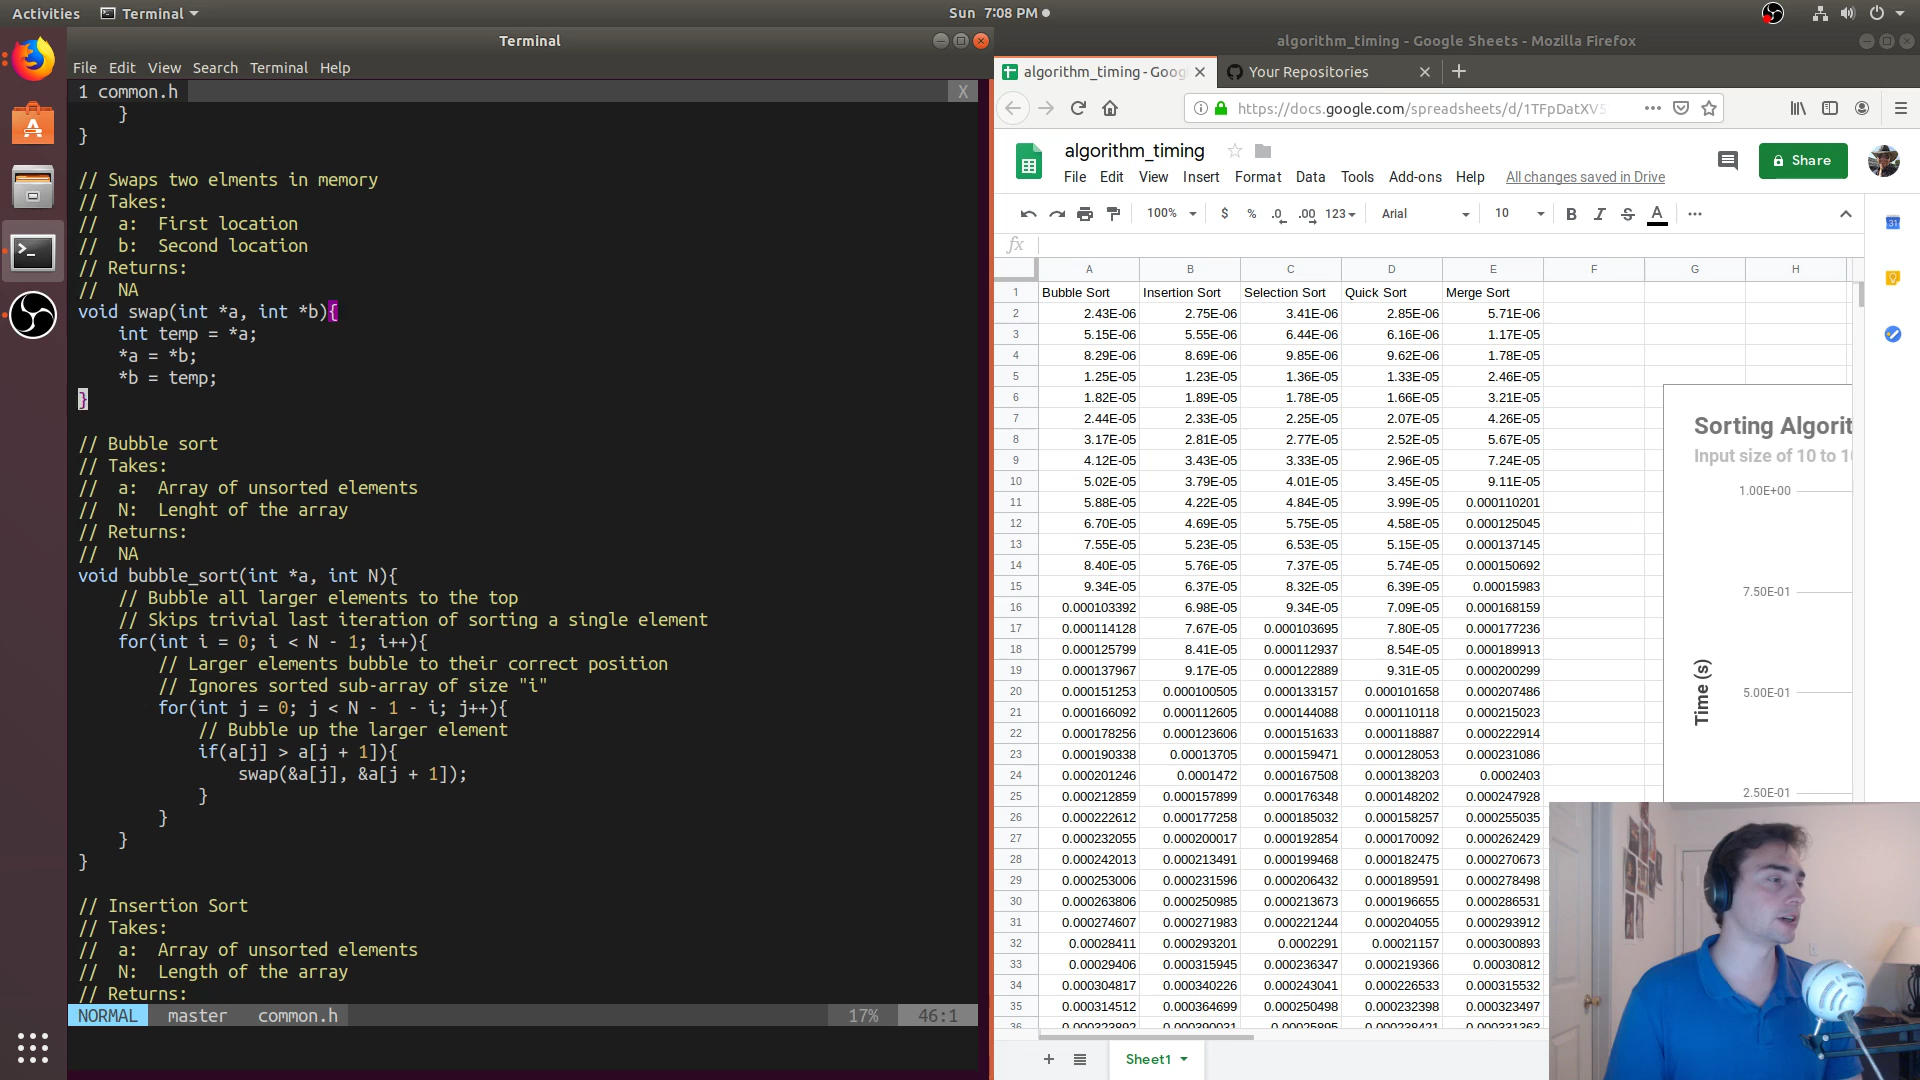 Activities
Terminal
Sun 7:08 PM
Terminal
File Edit View Search Terminal Help
1 common.h X
}
}
// Swaps two elments in memory
// Takes:
//  a:  First location
//  b:  Second location
// Returns:
//  NA
void swap(int *a, int *b){
int temp = *a;
*a = *b;
*b = temp;
}
// Bubble sort
// Takes:
//  a:  Array of unsorted elements
//  N:  Lenght of the array
// Returns:
//  NA
void bubble_sort(int *a, int N){
// Bubble all larger elements to the top
// Skips trivial last iteration of sorting a single element
for(int i = 0; i < N - 1; i++){
// Larger elements bubble to their correct position
// Ignores sorted sub-array of size "i"
for(int j = 0; j < N - 1 - i; j++){
// Bubble up the larger element
if(a[j] > a[j + 1]){
swap(&a[j], &a[j + 1]);
}
}
}
}
// Insertion Sort
// Takes:
//  a:  Array of unsorted elements
//  N:  Length of the array
// Returns:
NORMAL master common.h 17% 46:1
algorithm_timing - Google Sheets - Mozilla Firefox
algorithm_timing - Goog
Your Repositories
https://docs.google.com/spreadsheets/d/1TFpDatXV5
algorithm_timing
Share
File Edit View Insert Format Data Tools Add-ons Help All changes saved in Drive
100% $ % .0 .00 123 Arial 10 B I S A
fx
A B C D E F G H
1 Bubble Sort Insertion Sort Selection Sort Quick Sort Merge Sort
2 2.43E-06 2.75E-06 3.41E-06 2.85E-06 5.71E-06
3 5.15E-06 5.55E-06 6.44E-06 6.16E-06 1.17E-05
4 8.29E-06 8.69E-06 9.85E-06 9.62E-06 1.78E-05
5 1.25E-05 1.23E-05 1.36E-05 1.33E-05 2.46E-05
6 1.82E-05 1.89E-05 1.78E-05 1.66E-05 3.21E-05
7 2.44E-05 2.33E-05 2.25E-05 2.07E-05 4.26E-05
8 3.17E-05 2.81E-05 2.77E-05 2.52E-05 5.67E-05
9 4.12E-05 3.43E-05 3.33E-05 2.96E-05 7.24E-05
10 5.02E-05 3.79E-05 4.01E-05 3.45E-05 9.11E-05
11 5.88E-05 4.22E-05 4.84E-05 3.99E-05 0.000110201
12 6.70E-05 4.69E-05 5.75E-05 4.58E-05 0.000125045
13 7.55E-05 5.23E-05 6.53E-05 5.15E-05 0.000137145
14 8.40E-05 5.76E-05 7.37E-05 5.74E-05 0.000150692
15 9.34E-05 6.37E-05 8.32E-05 6.39E-05 0.00015983
16 0.000103392 6.98E-05 9.34E-05 7.09E-05 0.000168159
17 0.000114128 7.67E-05 0.000103695 7.80E-05 0.000177236
18 0.000125799 8.41E-05 0.000112937 8.54E-05 0.000189913
19 0.000137967 9.17E-05 0.000122889 9.31E-05 0.000200299
20 0.000151253 0.000100505 0.000133157 0.000101658 0.000207486
21 0.000166092 0.000112605 0.000144088 0.000110118 0.000215023
22 0.000178256 0.000123606 0.000151633 0.000118887 0.000222914
23 0.000190338 0.00013705 0.000159471 0.000128053 0.000231086
24 0.000201246 0.0001472 0.000167508 0.000138203 0.0002403
25 0.000212859 0.000157899 0.000176348 0.000148202 0.000247928
26 0.000222612 0.000177258 0.000185032 0.000158257 0.000255035
27 0.000232055 0.000200017 0.000192854 0.000170092 0.000262429
28 0.000242013 0.000213491 0.000199468 0.000182475 0.000270673
29 0.000253006 0.000231596 0.000206432 0.000189591 0.000278498
30 0.000263806 0.000250985 0.000213673 0.000196655 0.000286531
31 0.000274607 0.000271983 0.000221244 0.000204055 0.000293912
32 0.00028411 0.000293201 0.0002291 0.00021157 0.000300893
33 0.00029406 0.000315945 0.000236347 0.000219366 0.00030812
34 0.000304817 0.000340226 0.000243041 0.000226533 0.000315532
35 0.000314512 0.000364699 0.000250498 0.000232398 0.000323497
36 0.000323892 0.000390031 0.00025895 0.000238421 0.000331363
Sorting Algorit
Input size of 10 to 1
1.00E+00
7.50E-01
5.00E-01
2.50E-01
Time (s)
Sheet1